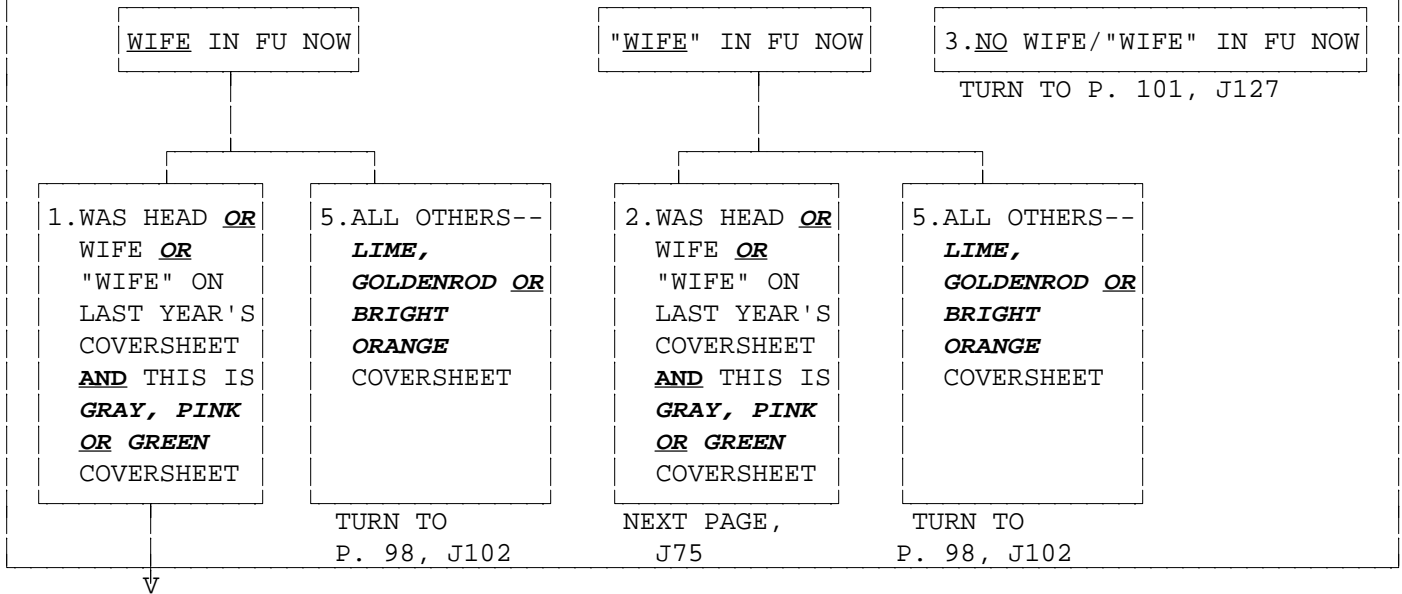 WIFE IN FU NOW
"WIFE" IN FU NOW
3.NO WIFE/"WIFE" IN FU NOW
TURN TO P. 101, J127
1.WAS HEAD OR
WIFE OR
"WIFE" ON
LAST YEAR'S
COVERSHEET
AND THIS IS
GRAY, PINK
OR GREEN
COVERSHEET
5.ALL OTHERS--
LIME,
GOLDENROD OR
BRIGHT
ORANGE
COVERSHEET
TURN TO
P. 98, J102
2.WAS HEAD OR
WIFE OR
"WIFE" ON
LAST YEAR'S
COVERSHEET
AND THIS IS
GRAY, PINK
OR GREEN
COVERSHEET
NEXT PAGE,
J75
5.ALL OTHERS--
LIME,
GOLDENROD OR
BRIGHT
ORANGE
COVERSHEET
TURN TO
P. 98, J102